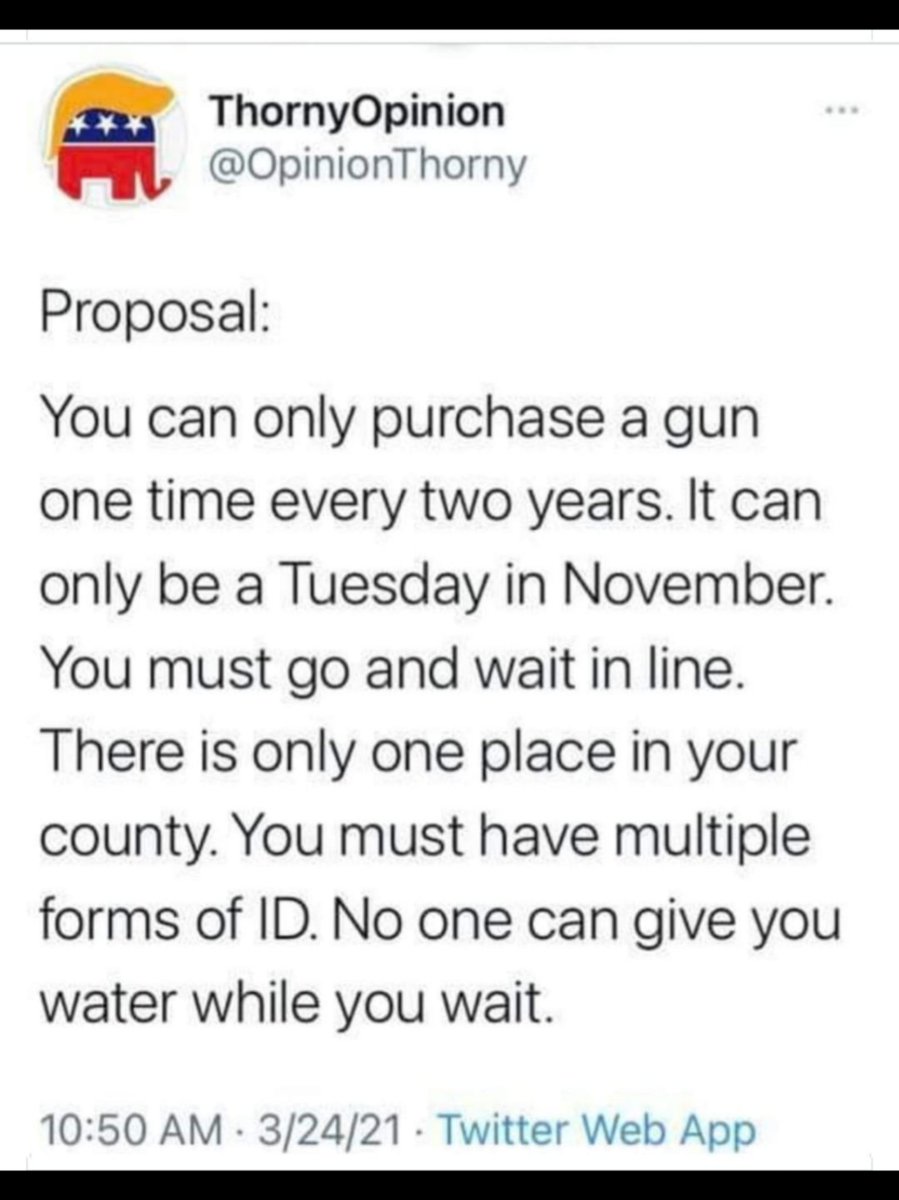 ThornyOpinion
@OpinionThorny
Proposal:
You can only purchase a gun
one time every two years. It can
only be a Tuesday in November.
You must go and wait in line.
There is only one place in your
county. You must have multiple
forms of ID. No one can give you
water while you wait.
10:50 AM · 3/24/21 · Twitter Web App